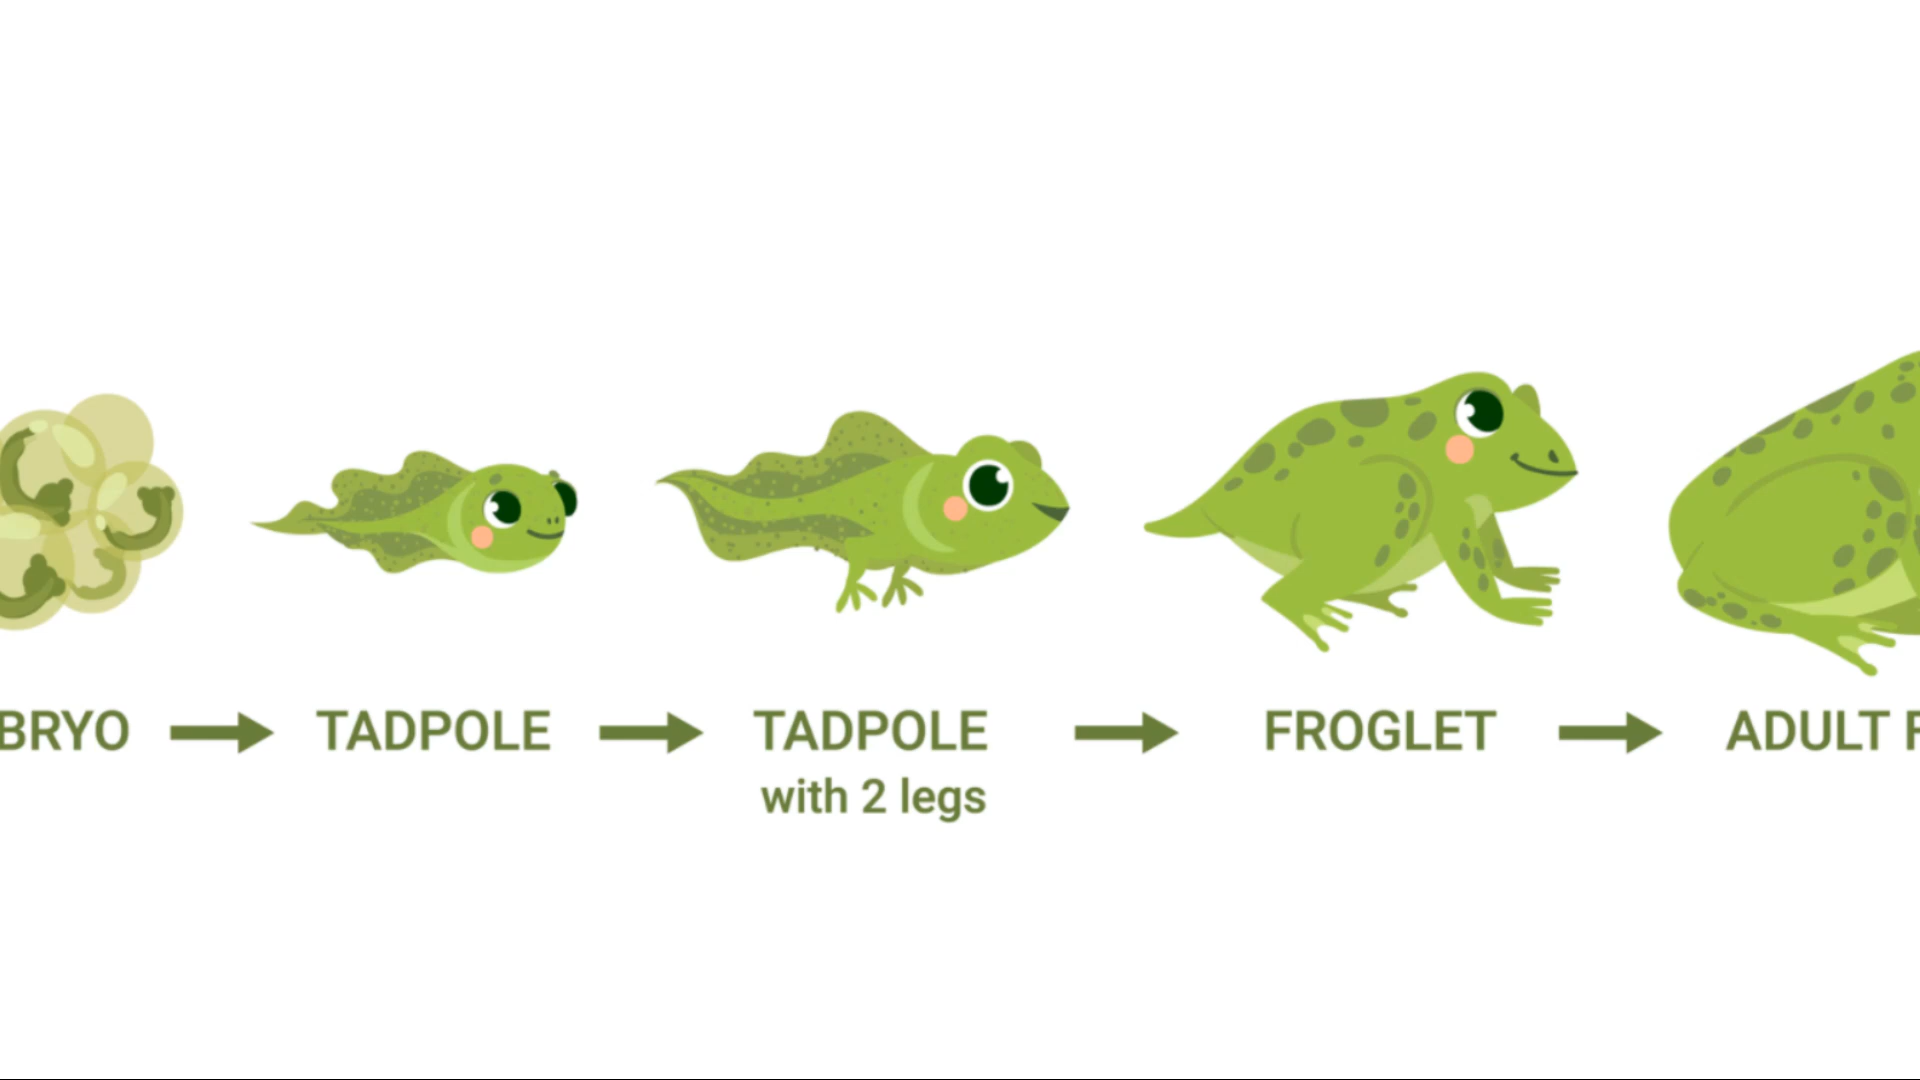 BRYO
TADPOLE
TADPOLE
with 2 legs
FROGLET
ADULT F